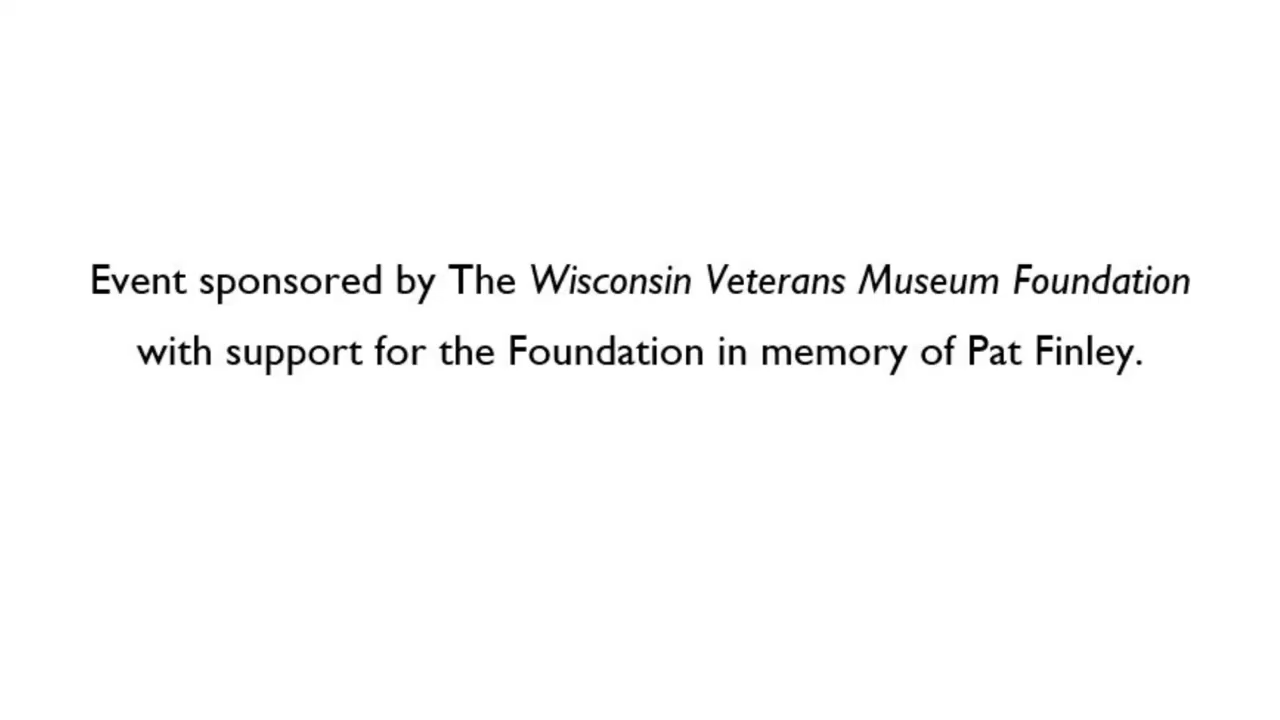 Event sponsored by The Wisconsin Veterans Museum Foundation
with support for the Foundation in memory of Pat Finley.